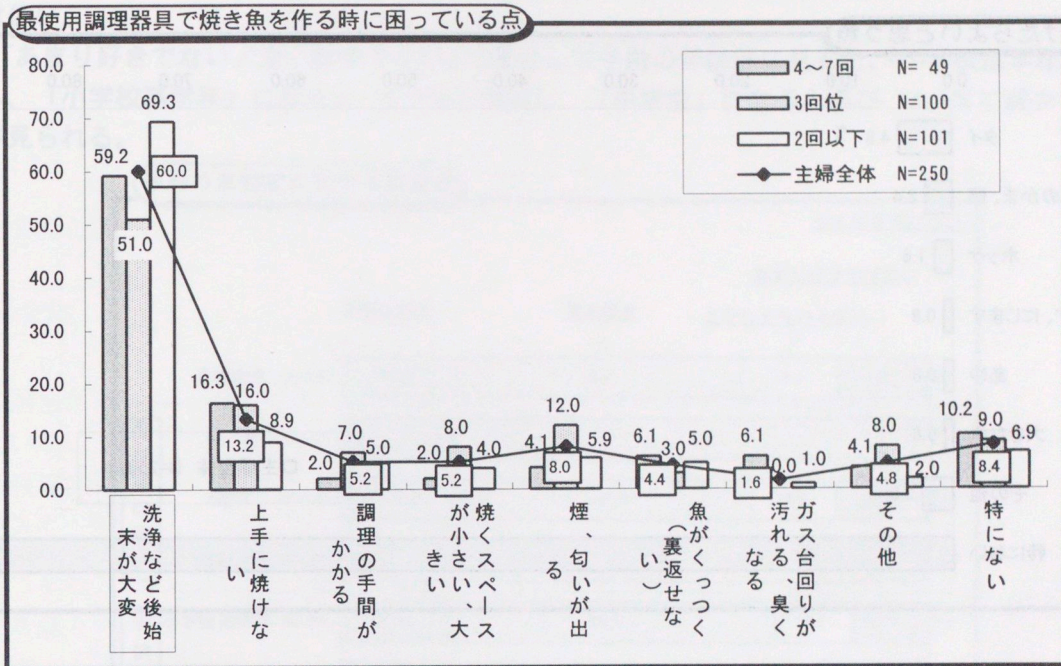 最使用調理器具で焼き魚を作る時に困っている点
80.0
70.0
60.0
50.0
40.0
30.0
20.0
10.0
0.0
4～7回 N= 49
3回位 N=100
2回以下 N=101
主婦全体 N=250
59.2
51.0
69.3
60.0
16.3
16.0
8.9
13.2
2.0
7.0
5.0
5.2
2.0
8.0
4.0
5.2
4.1
12.0
5.9
8.0
6.1
3.0
5.0
4.4
6.1
0.0
1.0
1.6
4.1
8.0
2.0
4.8
10.2
9.0
6.9
8.4
洗浄など後始
末が大変
上手に焼けな
い
調理の手間が
かかる
焼くスペース
が小さい、大
きい
煙、匂いが出
る
魚がくっつく
（裏返せな
い）
ガス台回りが
汚れる、臭く
なる
その他
特にない